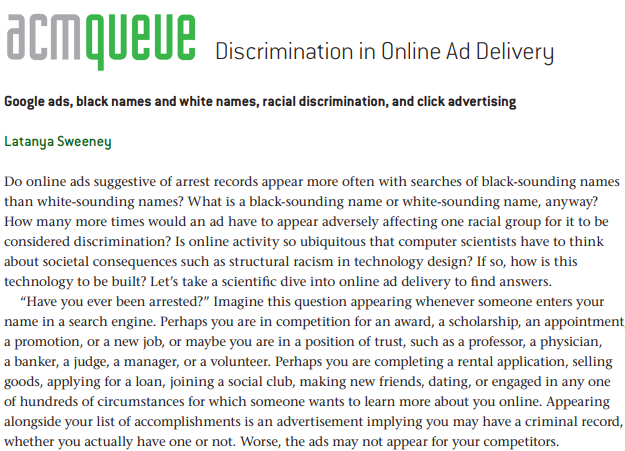 acmqueue Discrimination in Online Ad Delivery
Google ads, black names and white names, racial discrimination, and click advertising
Latanya Sweeney
Do online ads suggestive of arrest records appear more often with searches of black-sounding names
than white-sounding names? What is a black-sounding name or white-sounding name, anyway?
How many more times would an ad have to appear adversely affecting one racial group for it to be
considered discrimination? Is online activity so ubiquitous that computer scientists have to think
about societal consequences such as structural racism in technology design? If so, how is this
technology to be built? Let's take a scientific dive into online ad delivery to find answers.
“Have you ever been arrested?” Imagine this question appearing whenever someone enters your
name in a search engine. Perhaps you are in competition for an award, a scholarship, an appointment,
a promotion, or a new job, or maybe you are in a position of trust, such as a professor, a physician,
a banker, a judge, a manager, or a volunteer. Perhaps you are completing a rental application, selling
goods, applying for a loan, joining a social club, making new friends, dating, or engaged in any one
of hundreds of circumstances for which someone wants to learn more about you online. Appearing
alongside your list of accomplishments is an advertisement implying you may have a criminal record,
whether you actually have one or not. Worse, the ads may not appear for your competitors.